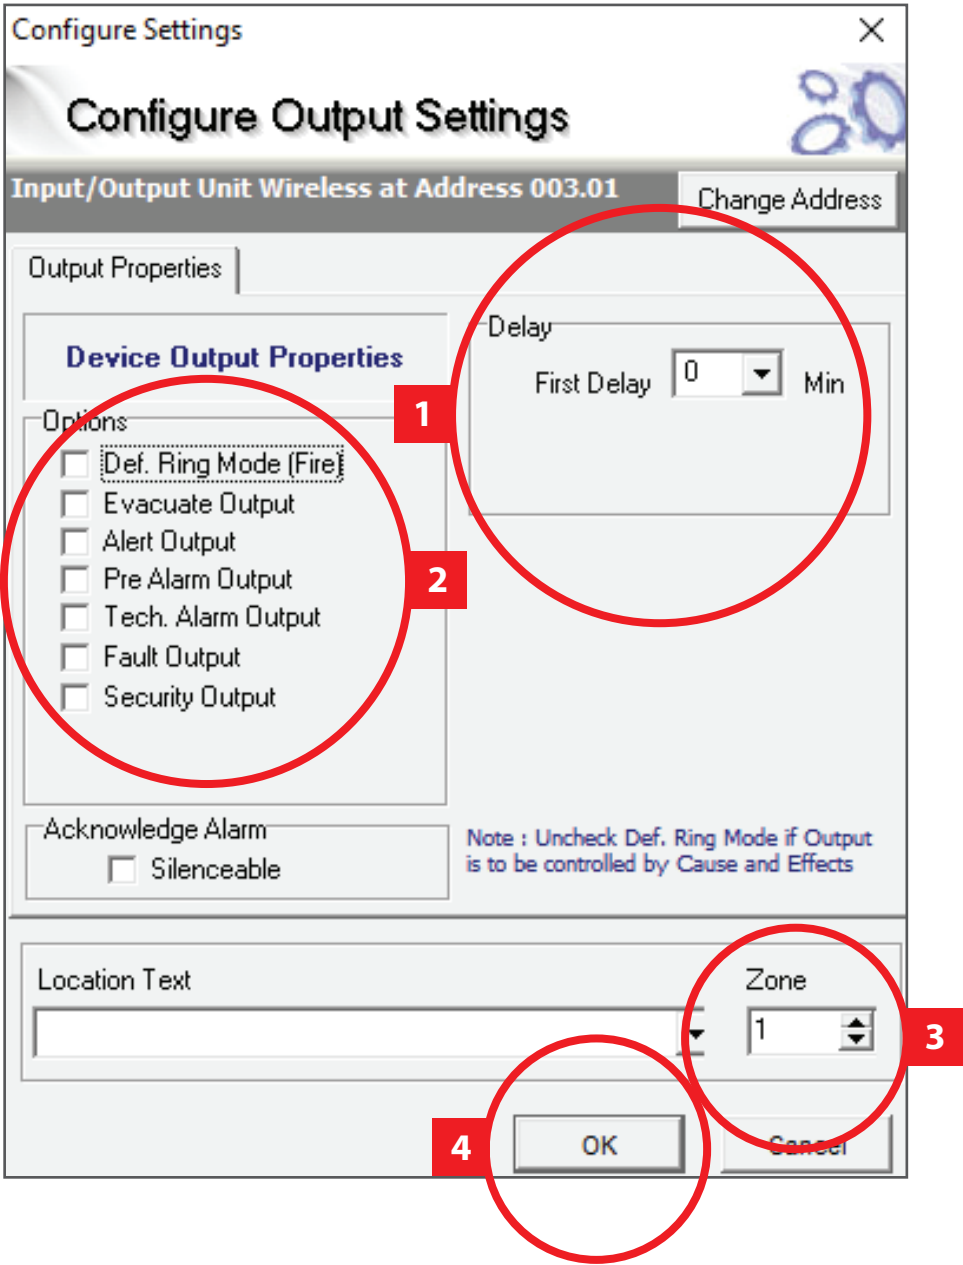 Configure Settings
Configure Output Settings
Input/Output Unit Wireless at Address 003.01
Change Address
Output Properties
Device Output Properties
Delay
First Delay 0 Min
1
Options
Def. Ring Mode (Fire)
Evacuate Output
Alert Output
Pre Alarm Output
2
Tech. Alarm Output
Fault Output
Security Output
Acknowledge Alarm
Silenceable
Note : Uncheck Def. Ring Mode if Output
is to be controlled by Cause and Effects
Location Text
Zone
1
3
4
OK
Cancel